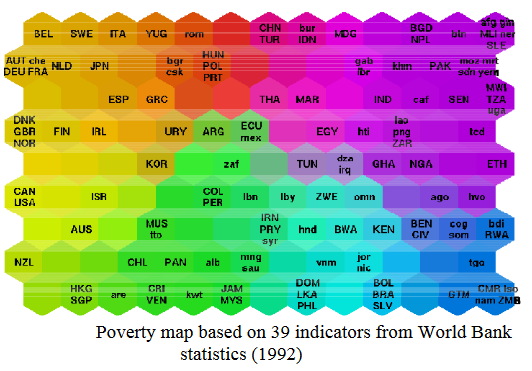 afg gin
CHN bur BGD
BEL SWE ITA YUG rom MDG btn MLI ner
TUR IDN NPL SLE
HUN
AUT che bgr gab moz mrt
NLD JPN POL khm PAK
DEU FRA csk PRT lbr sdn yem
MWI
ESP GRC THA MAR IND caf SEN TZA
uga
DNK ECU lao
GBR FIN IRL URY ARG EGY hti png tcd
NOR mex ZAR
KOR zaf TUN dza GHA NGA ETH
irq
CAN COL
ISR lbn lby ZWE omn ago hvo
USA PER
MUS IRN BEN cog bdi
AUS PRY hnd BWA KEN
tto syr CIV som RWA
mng jor
NZL CHL PAN alb vnm tgo
sau nic
HKG CRI JAM DOM BOL CMR lso
are kwt LKA BRA BTM
SGP VEN MYS PHL SLV nam ZMB
Poverty map based on 39 indicators from World Bank
statistics (1992)